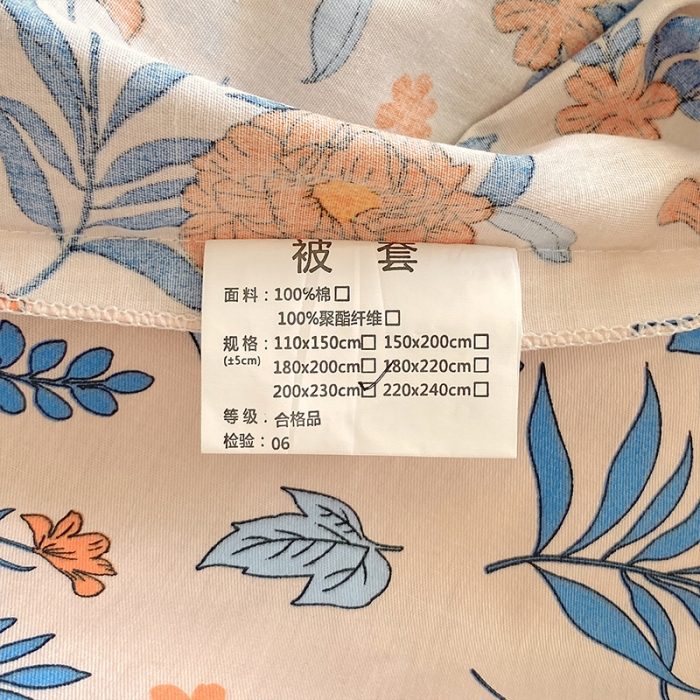 被 套
面 料：100%棉□
100%聚酯纤维□
规 格：110x150cm□ 150x200cm□
(±5cm) 180x200cm□ 180x220cm□
200x230cm☑ 220x240cm□
等 级．合格品
检验：06